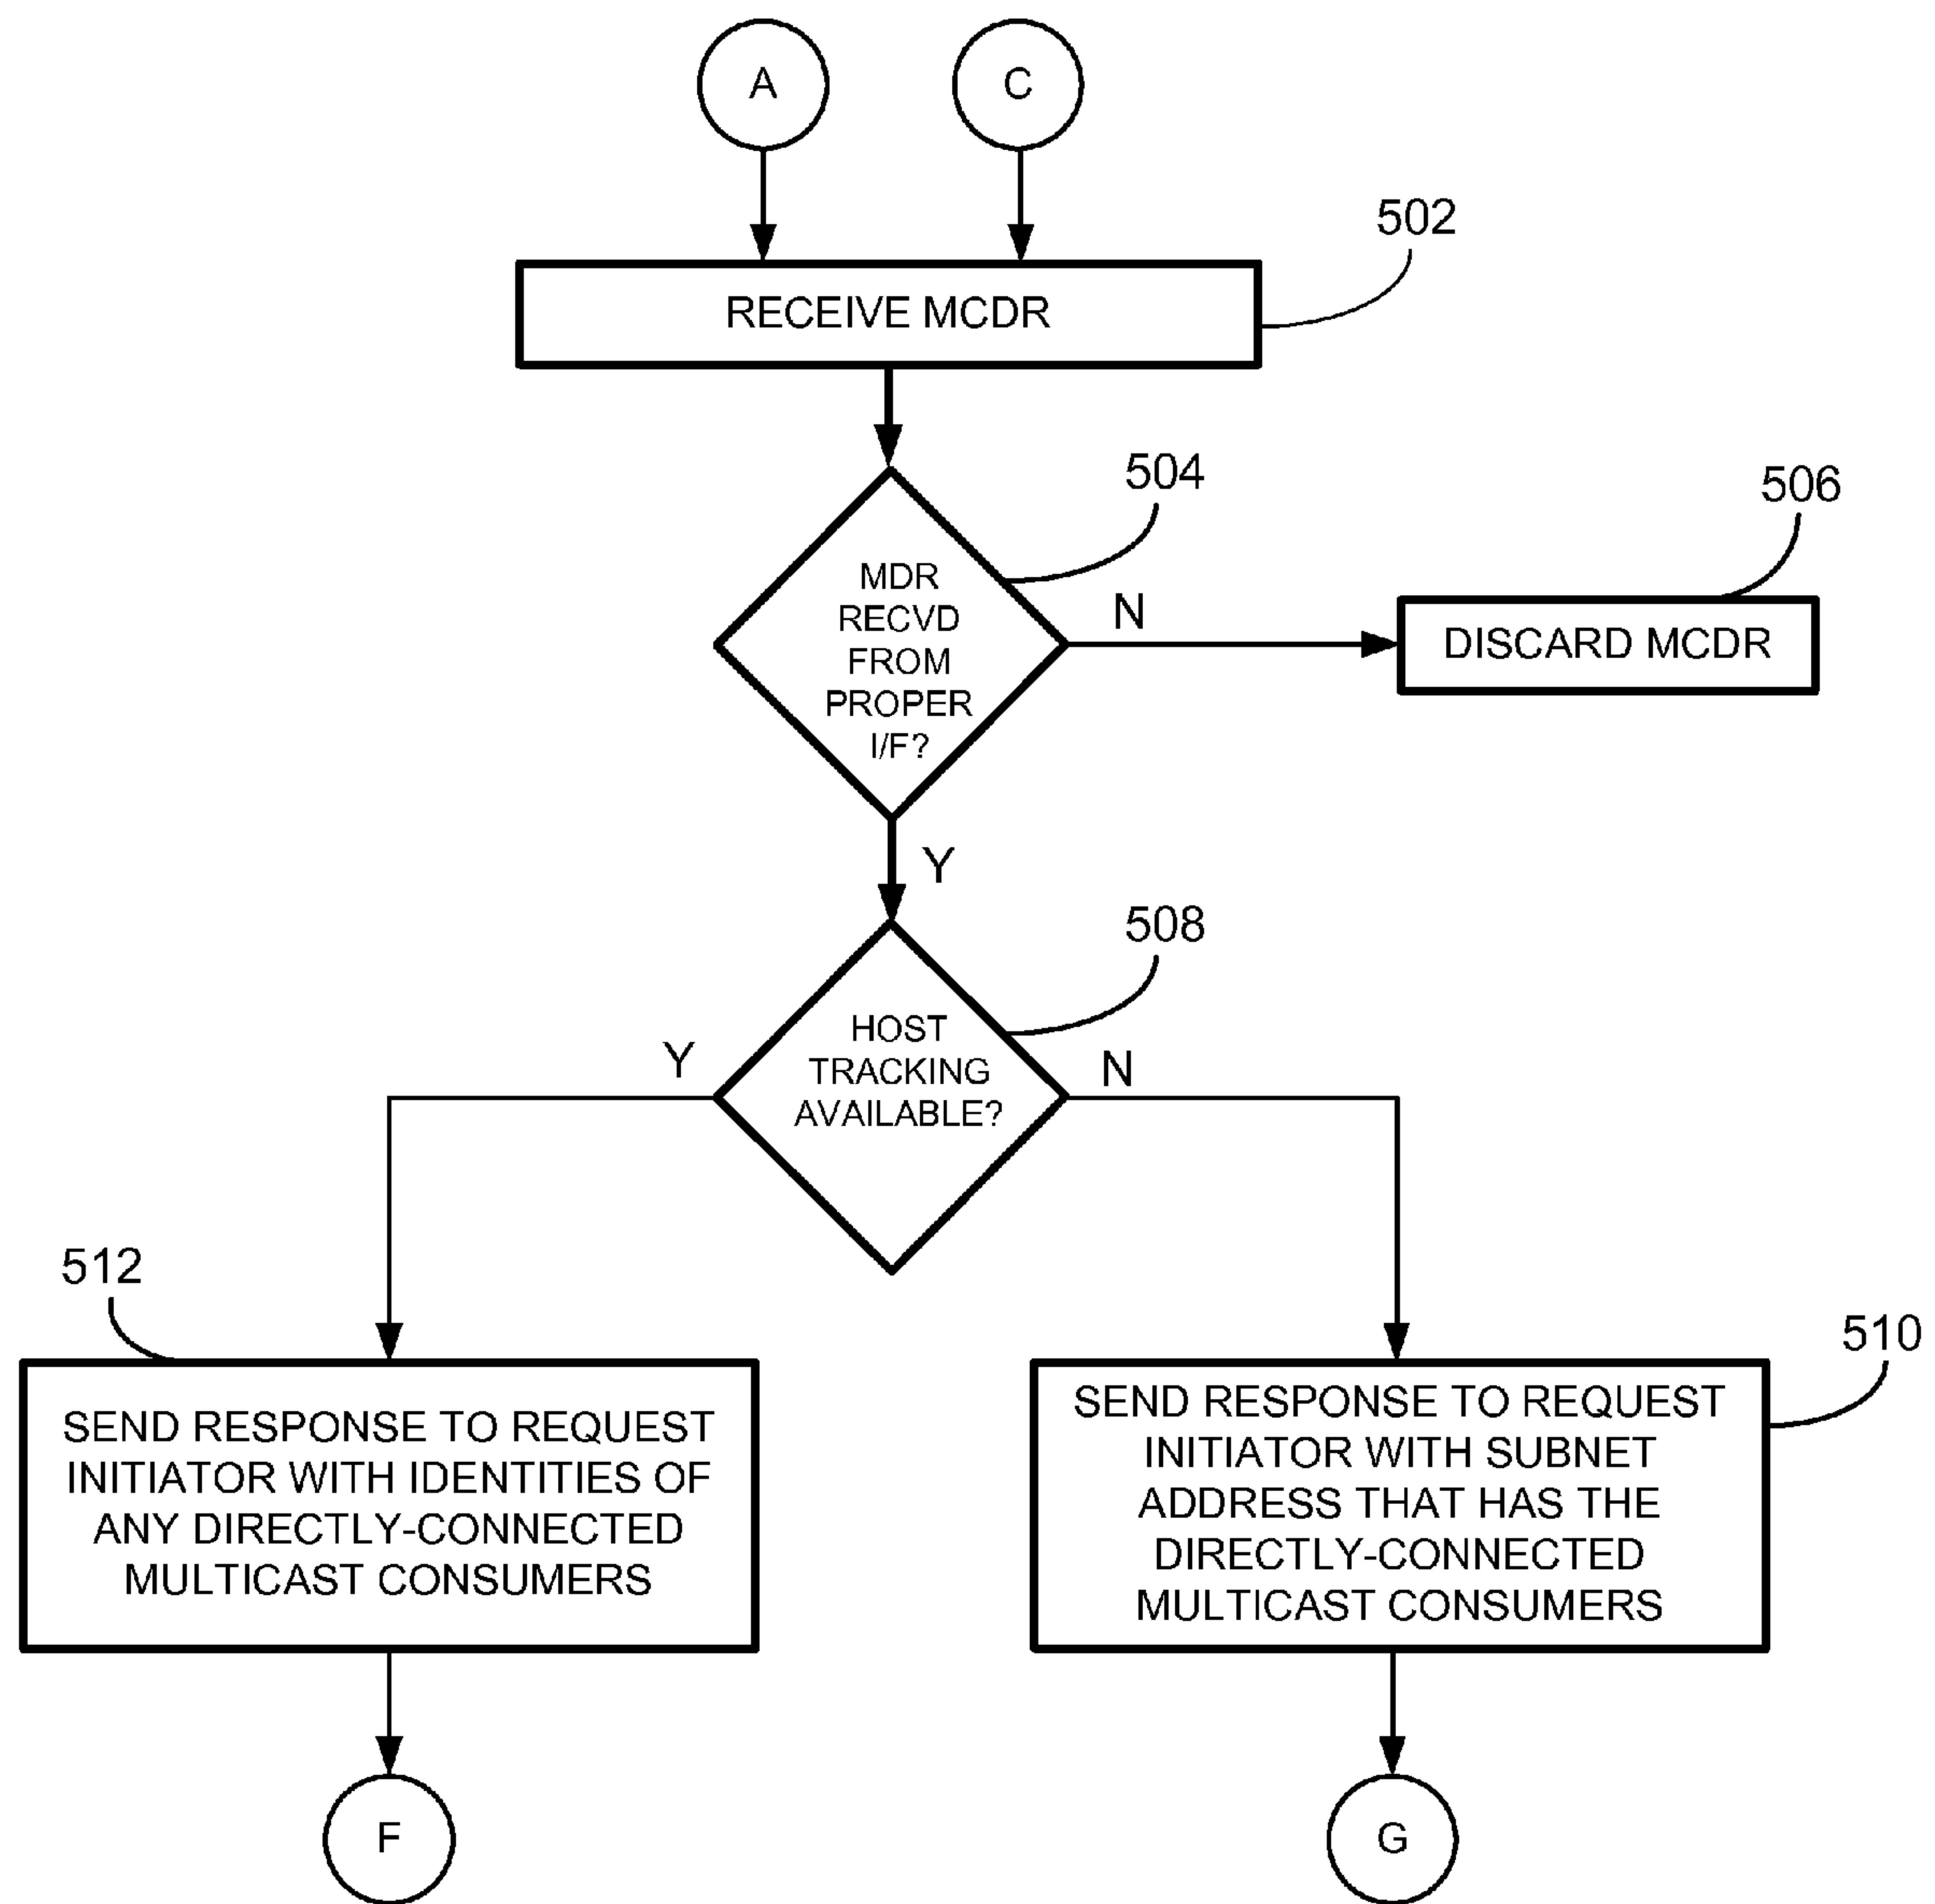 A
C
502
RECEIVE MCDR
504
506
MDR
RECVD
FROM
PROPER
I/F?
N
DISCARD MCDR
Y
508
HOST
TRACKING
AVAILABLE?
Y
N
512
510
SEND RESPONSE TO REQUEST
INITIATOR WITH IDENTITIES OF
ANY DIRECTLY-CONNECTED
MULTICAST CONSUMERS
SEND RESPONSE TO REQUEST
INITIATOR WITH SUBNET
ADDRESS THAT HAS THE
DIRECTLY-CONNECTED
MULTICAST CONSUMERS
F
G